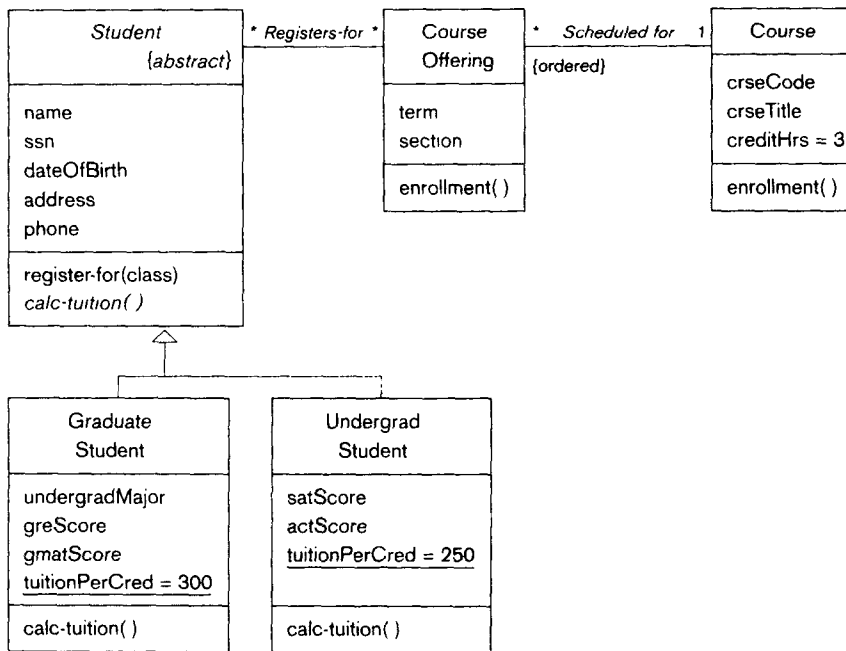 Student
{abstract}
name
ssn
dateOfBirth
address
phone
register-for(class)
calc-tuition( )
* Registers-for *
Course
Offering
term
section
enrollment( )
* Scheduled for 1
{ordered}
Course
crseCode
crseTitle
creditHrs = 3
enrollment( )
Graduate
Student
undergradMajor
greScore
gmatScore
tuitionPerCred = 300
calc-tuition( )
Undergrad
Student
satScore
actScore
tuitionPerCred = 250
calc-tuition( )